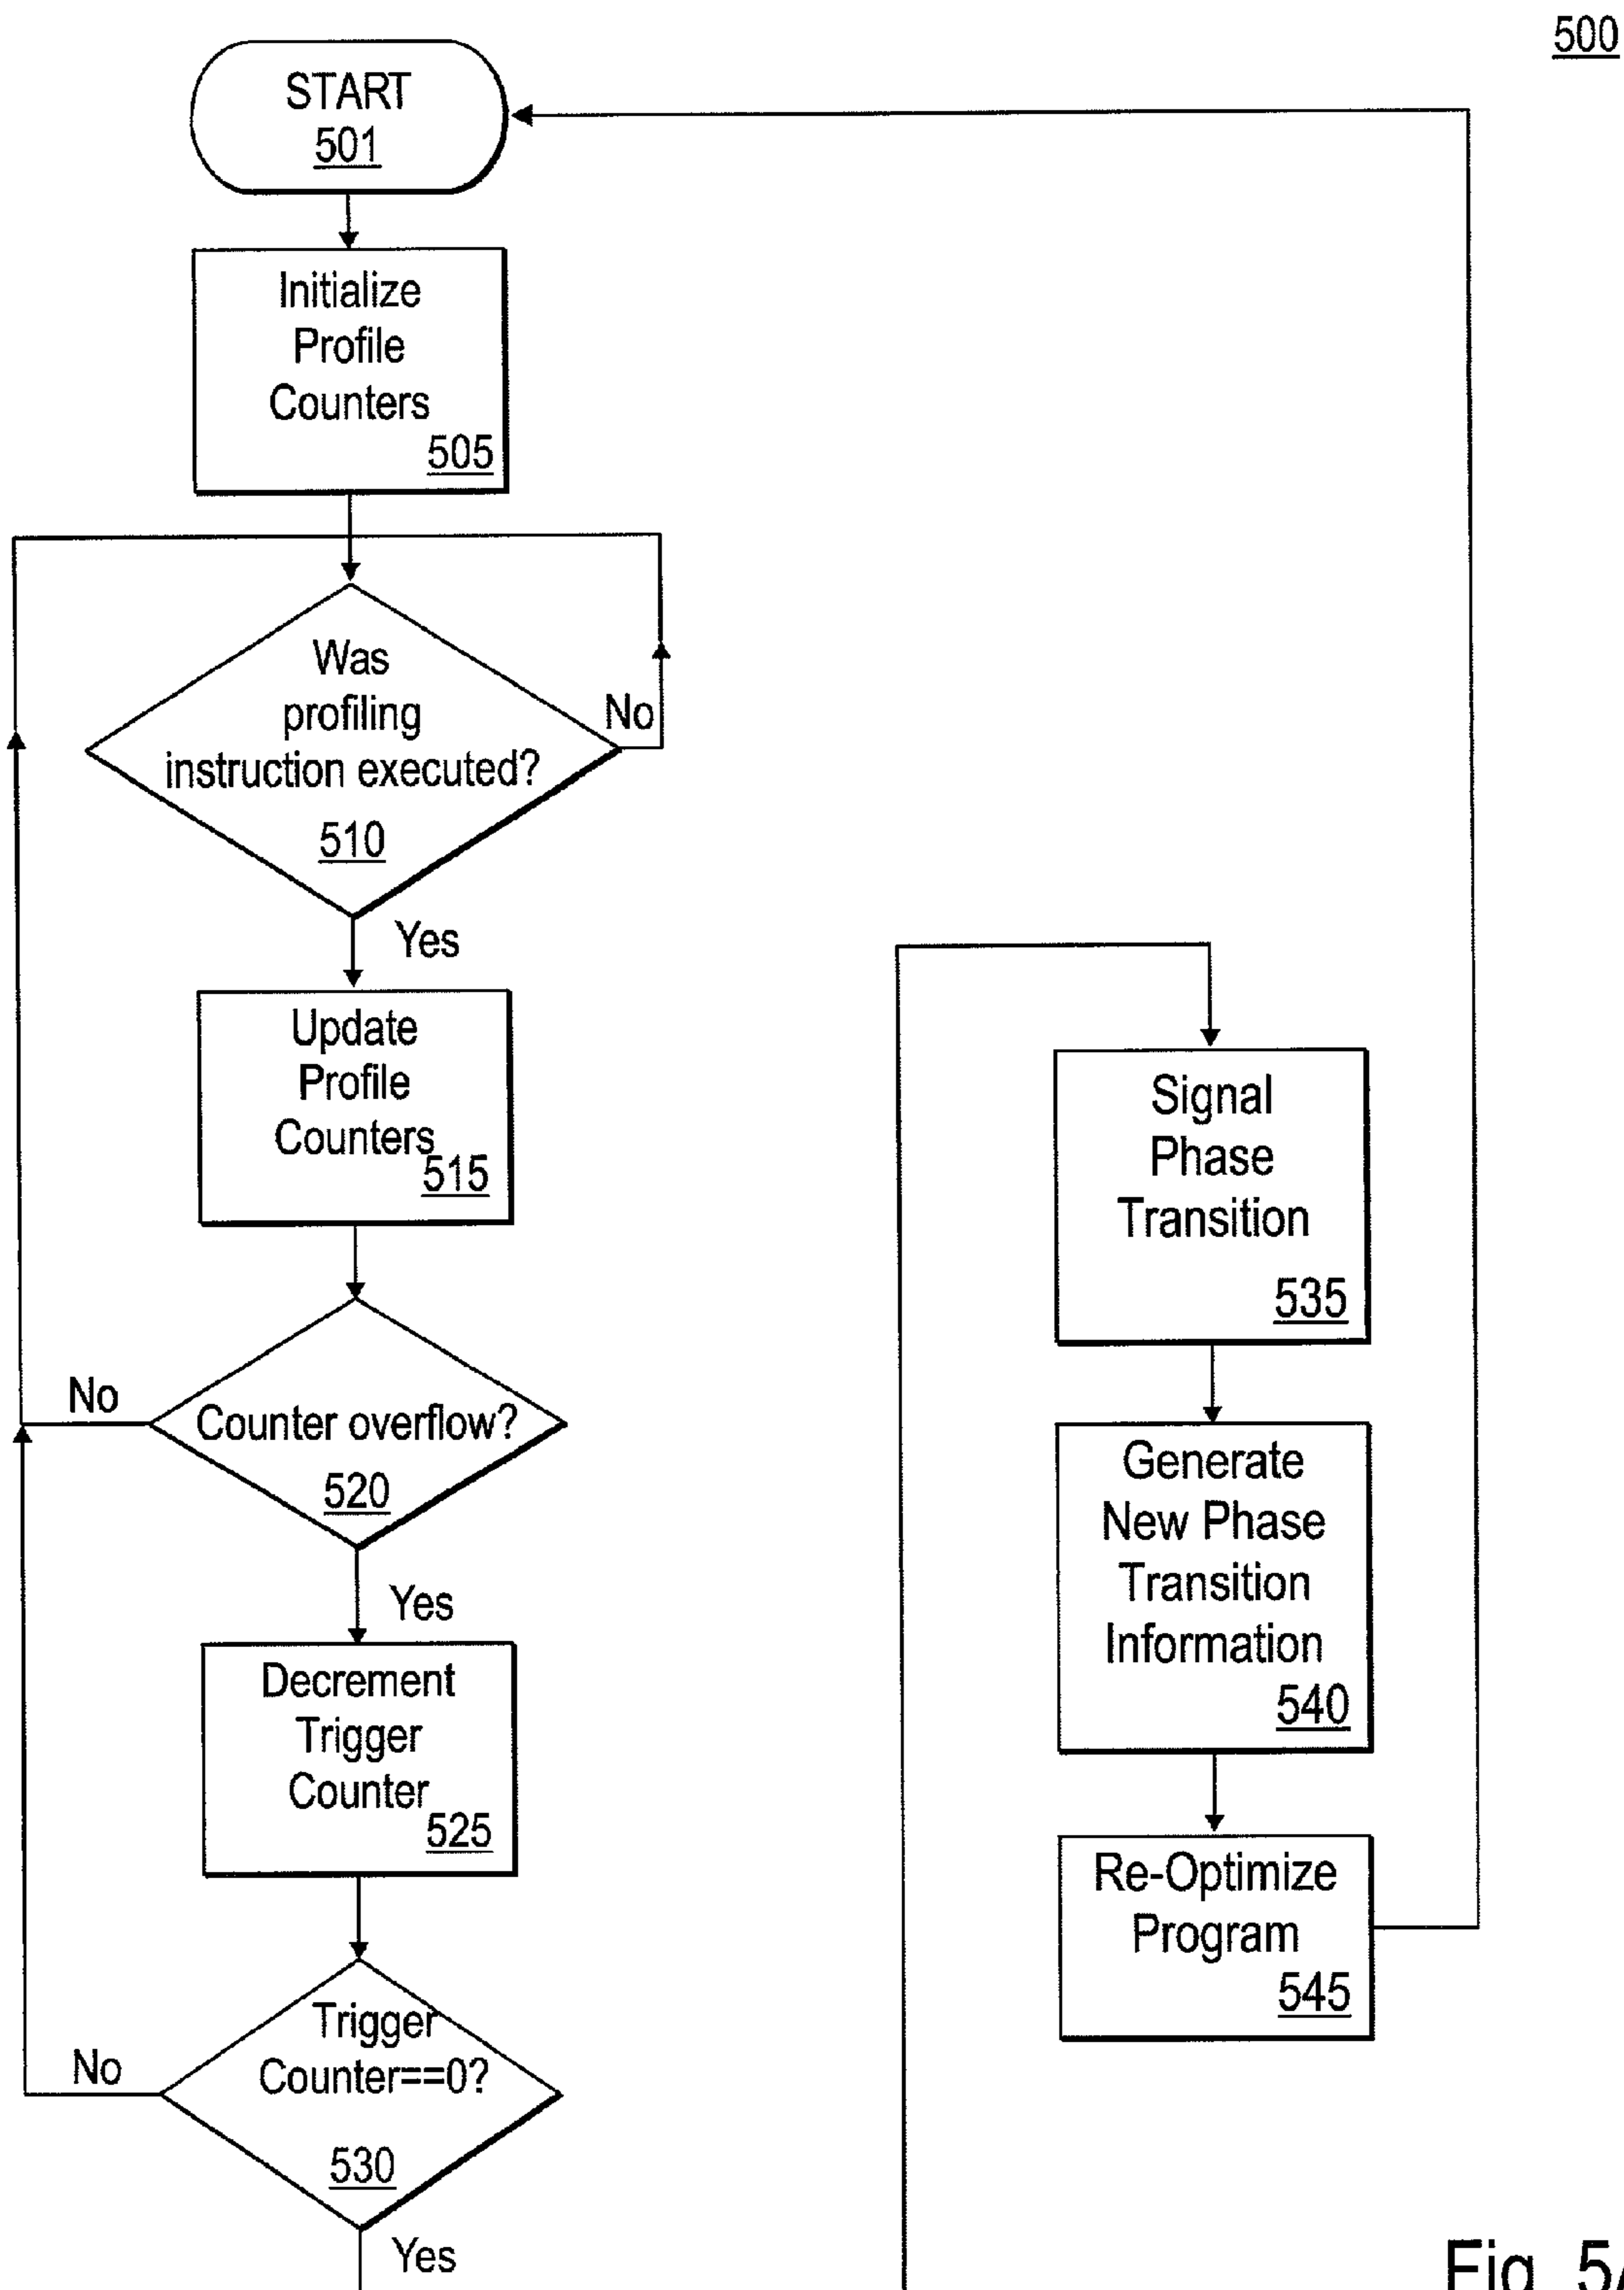 500
START
501
Initialize
Profile
Counters
505
Was
profiling
instruction executed?
510
No
Yes
Update
Profile
Counters
515
No
Counter overflow?
520
Yes
Decrement
Trigger
Counter
525
Trigger
Counter==0?
530
No
Yes
Signal
Phase
Transition
535
Generate
New Phase
Transition
Information
540
Re-Optimize
Program
545
Fig. 5A